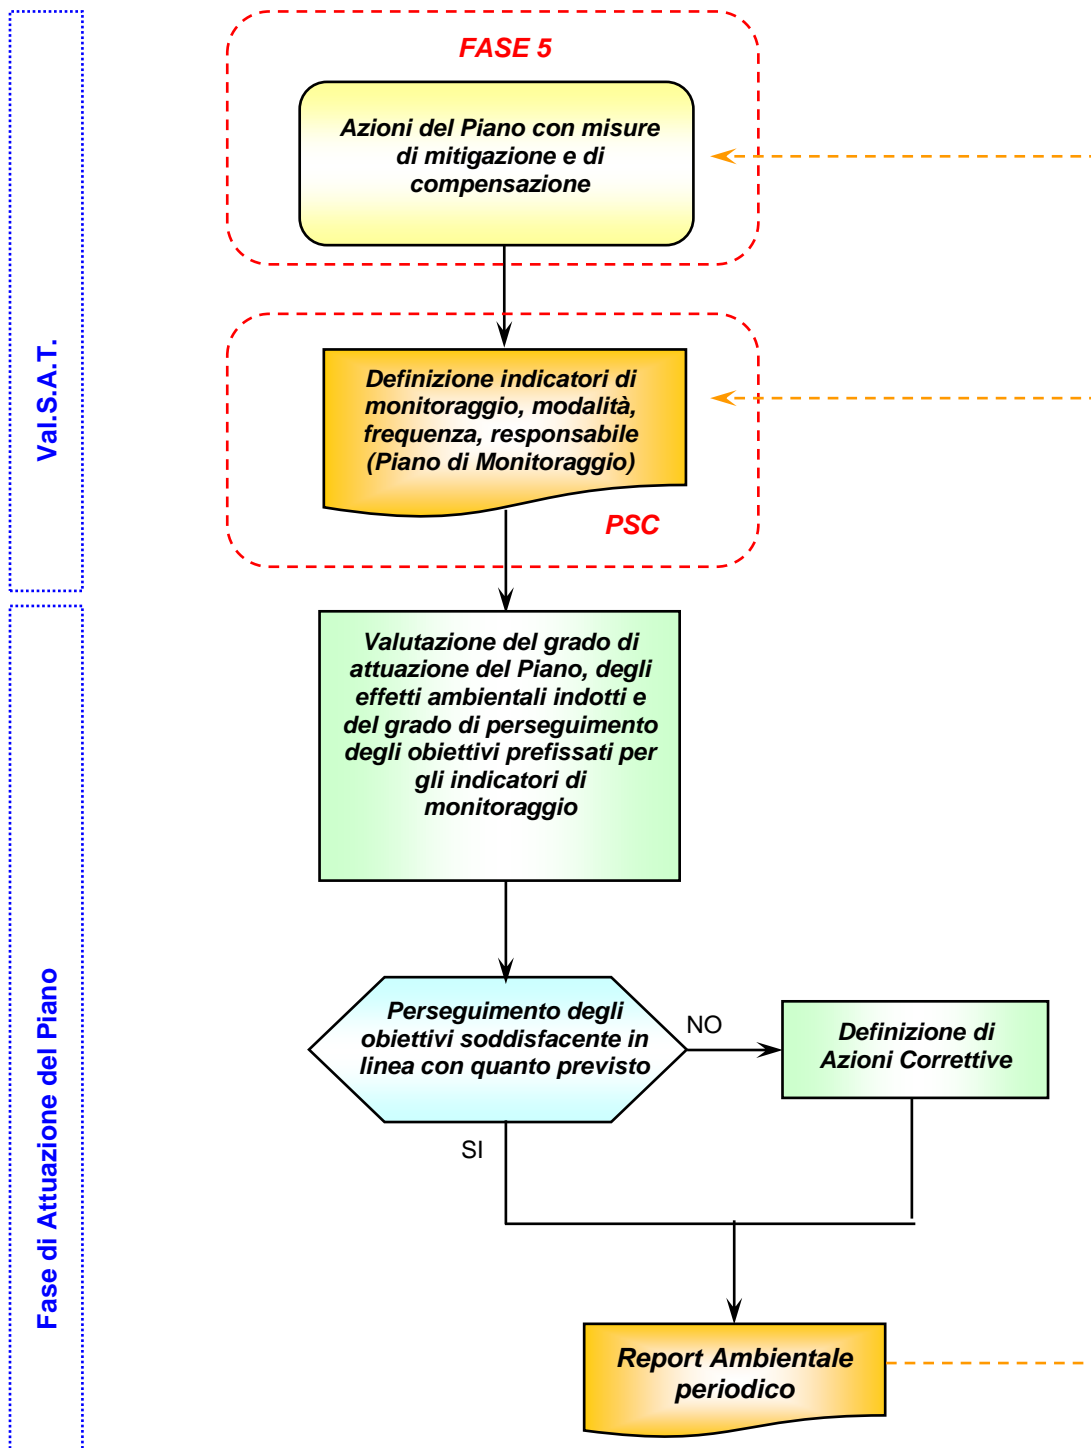 FASE 5
Azioni del Piano con misure
di mitigazione e di
compensazione
Val.S.A.T.
Definizione indicatori di
monitoraggio, modalità,
frequenza, responsabile
(Piano di Monitoraggio)
PSC
Valutazione del grado di
attuazione del Piano, degli
effetti ambientali indotti e
del grado di perseguimento
degli obiettivi prefissati per
gli indicatori di
monitoraggio
Fase di Attuazione del Piano
Perseguimento degli
obiettivi soddisfacente in
linea con quanto previsto
NO
Definizione di
Azioni Correttive
SI
Report Ambientale
periodico